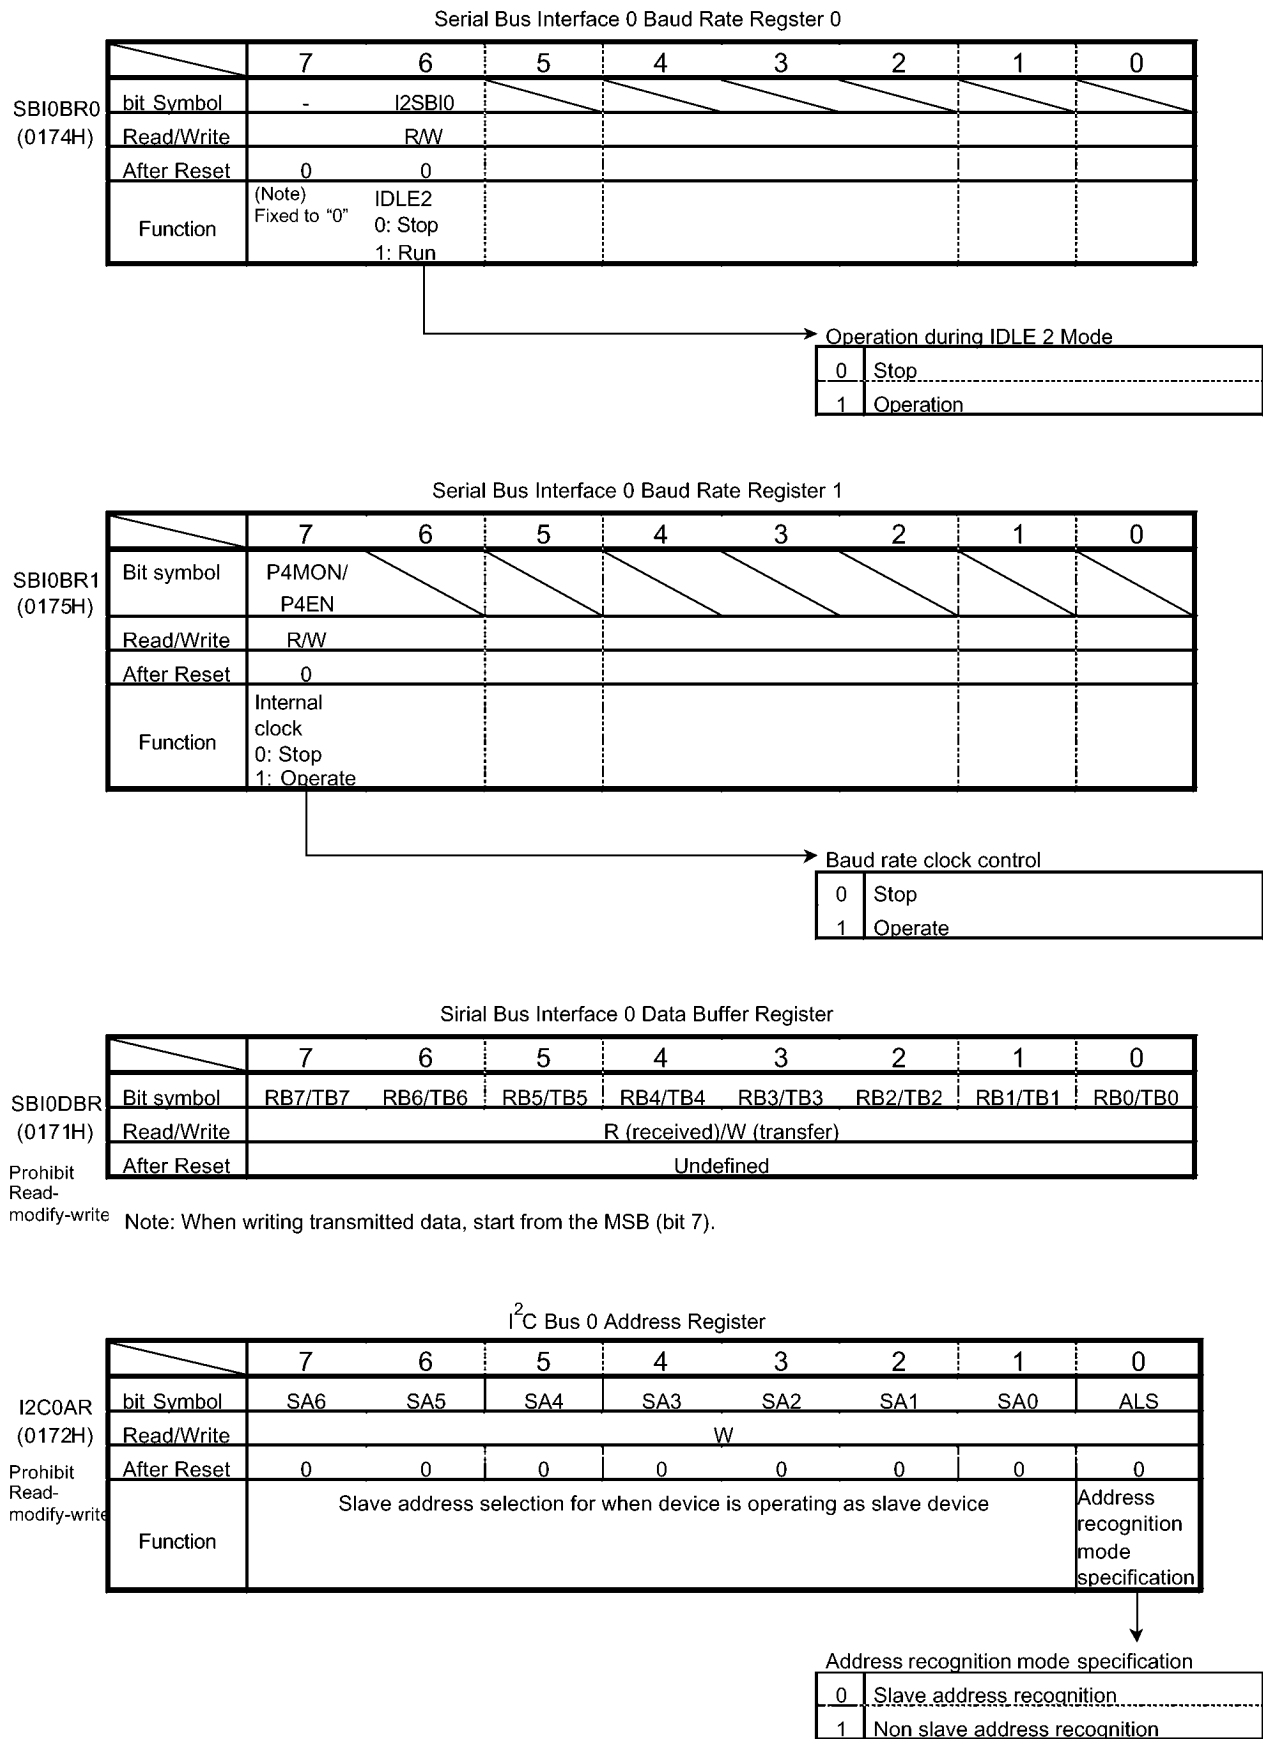 Serial Bus Interface 0 Baud Rate Regster 0
7 6 5 4 3 2 1 0
SBI0BR0
(0174H)
bit Symbol - I2SBI0
Read/Write R/W
After Reset 0 0
Function
(Note)
Fixed to “0”
IDLE2
0: Stop
1: Run
Operation during IDLE 2 Mode
0 Stop
1 Operation
Serial Bus Interface 0 Baud Rate Register 1
7 6 5 4 3 2 1 0
SBI0BR1
(0175H)
Bit symbol P4MON/
P4EN
Read/Write R/W
After Reset 0
Function
Internal
clock
0: Stop
1: Operate
Baud rate clock control
0 Stop
1 Operate
Sirial Bus Interface 0 Data Buffer Register
7 6 5 4 3 2 1 0
SBI0DBR
(0171H)
Prohibit
Read-
modify-write
Bit symbol RB7/TB7 RB6/TB6 RB5/TB5 RB4/TB4 RB3/TB3 RB2/TB2 RB1/TB1 RB0/TB0
Read/Write R (received)/W (transfer)
After Reset Undefined
Note: When writing transmitted data, start from the MSB (bit 7).
I2C Bus 0 Address Register
7 6 5 4 3 2 1 0
I2C0AR
(0172H)
Prohibit
Read-
modify-write
bit Symbol SA6 SA5 SA4 SA3 SA2 SA1 SA0 ALS
Read/Write W
After Reset 0 0 0 0 0 0 0 0
Function
Slave address selection for when device is operating as slave device
Address
recognition
mode
specification
Address recognition mode specification
0 Slave address recognition
1 Non slave address recognition